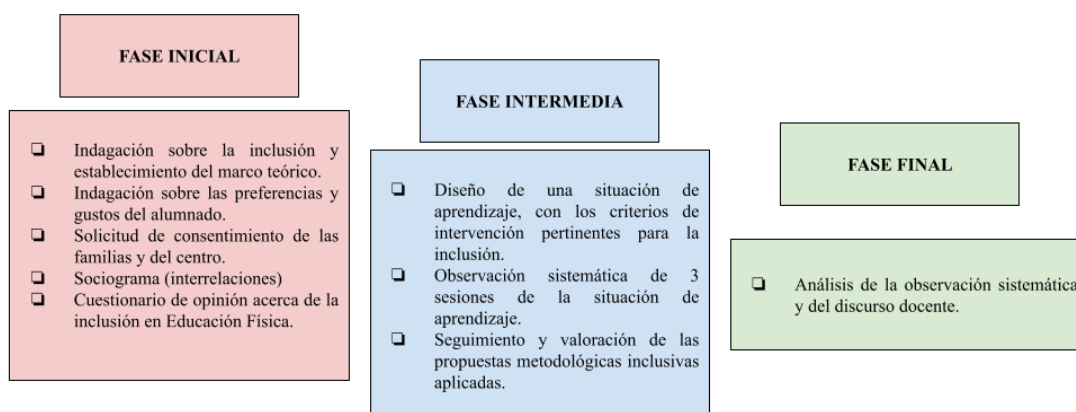 FASE INICIAL
❏ Indagación sobre la inclusión y
establecimiento del marco teórico.
❏ Indagación sobre las preferencias y
gustos del alumnado.
❏ Solicitud de consentimiento de las
familias y del centro.
❏ Sociograma (interrelaciones)
❏ Cuestionario de opinión acerca de la
inclusión en Educación Física.
FASE INTERMEDIA
❏ Diseño de una situación de
aprendizaje, con los criterios de
intervención pertinentes para la
inclusión.
❏ Observación sistemática de 3
sesiones de la situación de
aprendizaje.
❏ Seguimiento y valoración de las
propuestas metodológicas inclusivas
aplicadas.
FASE FINAL
❏ Análisis de la observación sistemática
y del discurso docente.